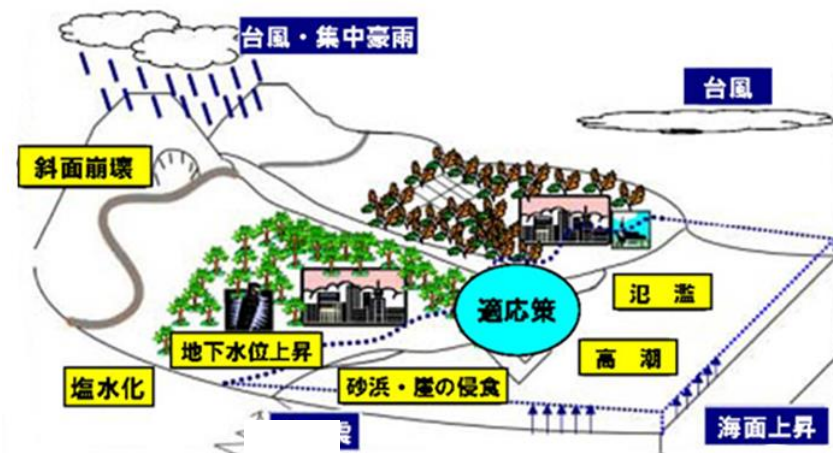 台風・集中豪雨
台風
斜面崩壊
適応策
氾 濫
地下水位上昇
高 潮
塩水化
砂浜・崖の侵食
海面上昇